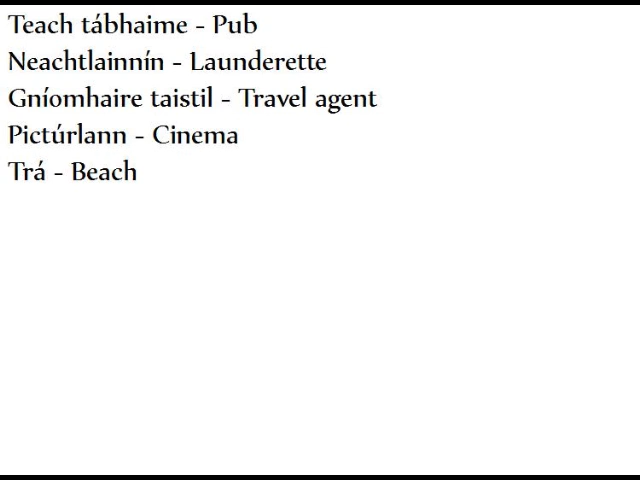 Teach tábhaime - Pub
Neachtlainnín - Launderette
Gníomhaire taistil - Travel agent
Pictúrlann - Cinema
Trá - Beach